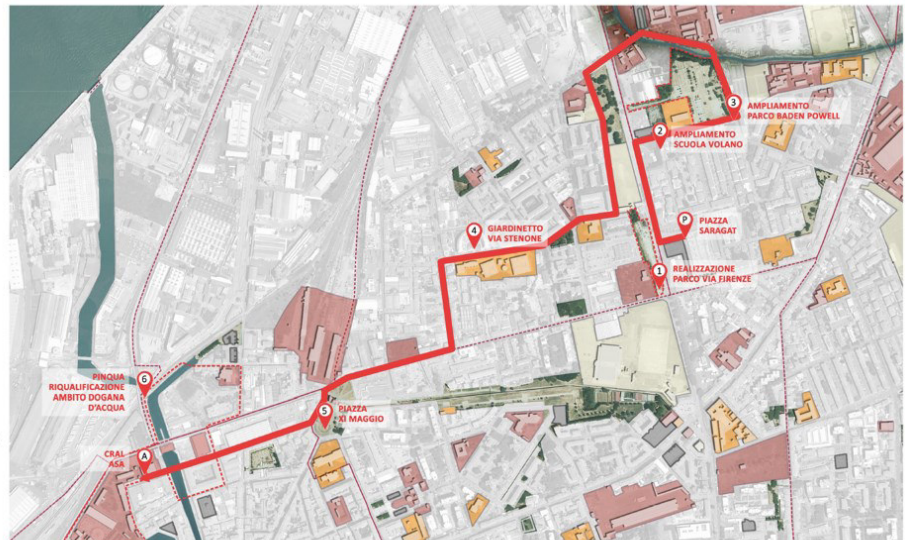 3
AMPLIAMENTO
PARCO BADEN POWELL
2
AMPLIAMENTO
SCUOLA VOLANO
P
PIAZZA
SARAGAT
4
GIARDINETTO
VIA STENONE
1
REALIZZAZIONE
PARCO VIA FIRENZE
6
PINQUA
RIQUALIFICAZIONE
AMBITO DOGANA
D'ACQUA
5
PIAZZA
XI MAGGIO
A
CRAL
ASA